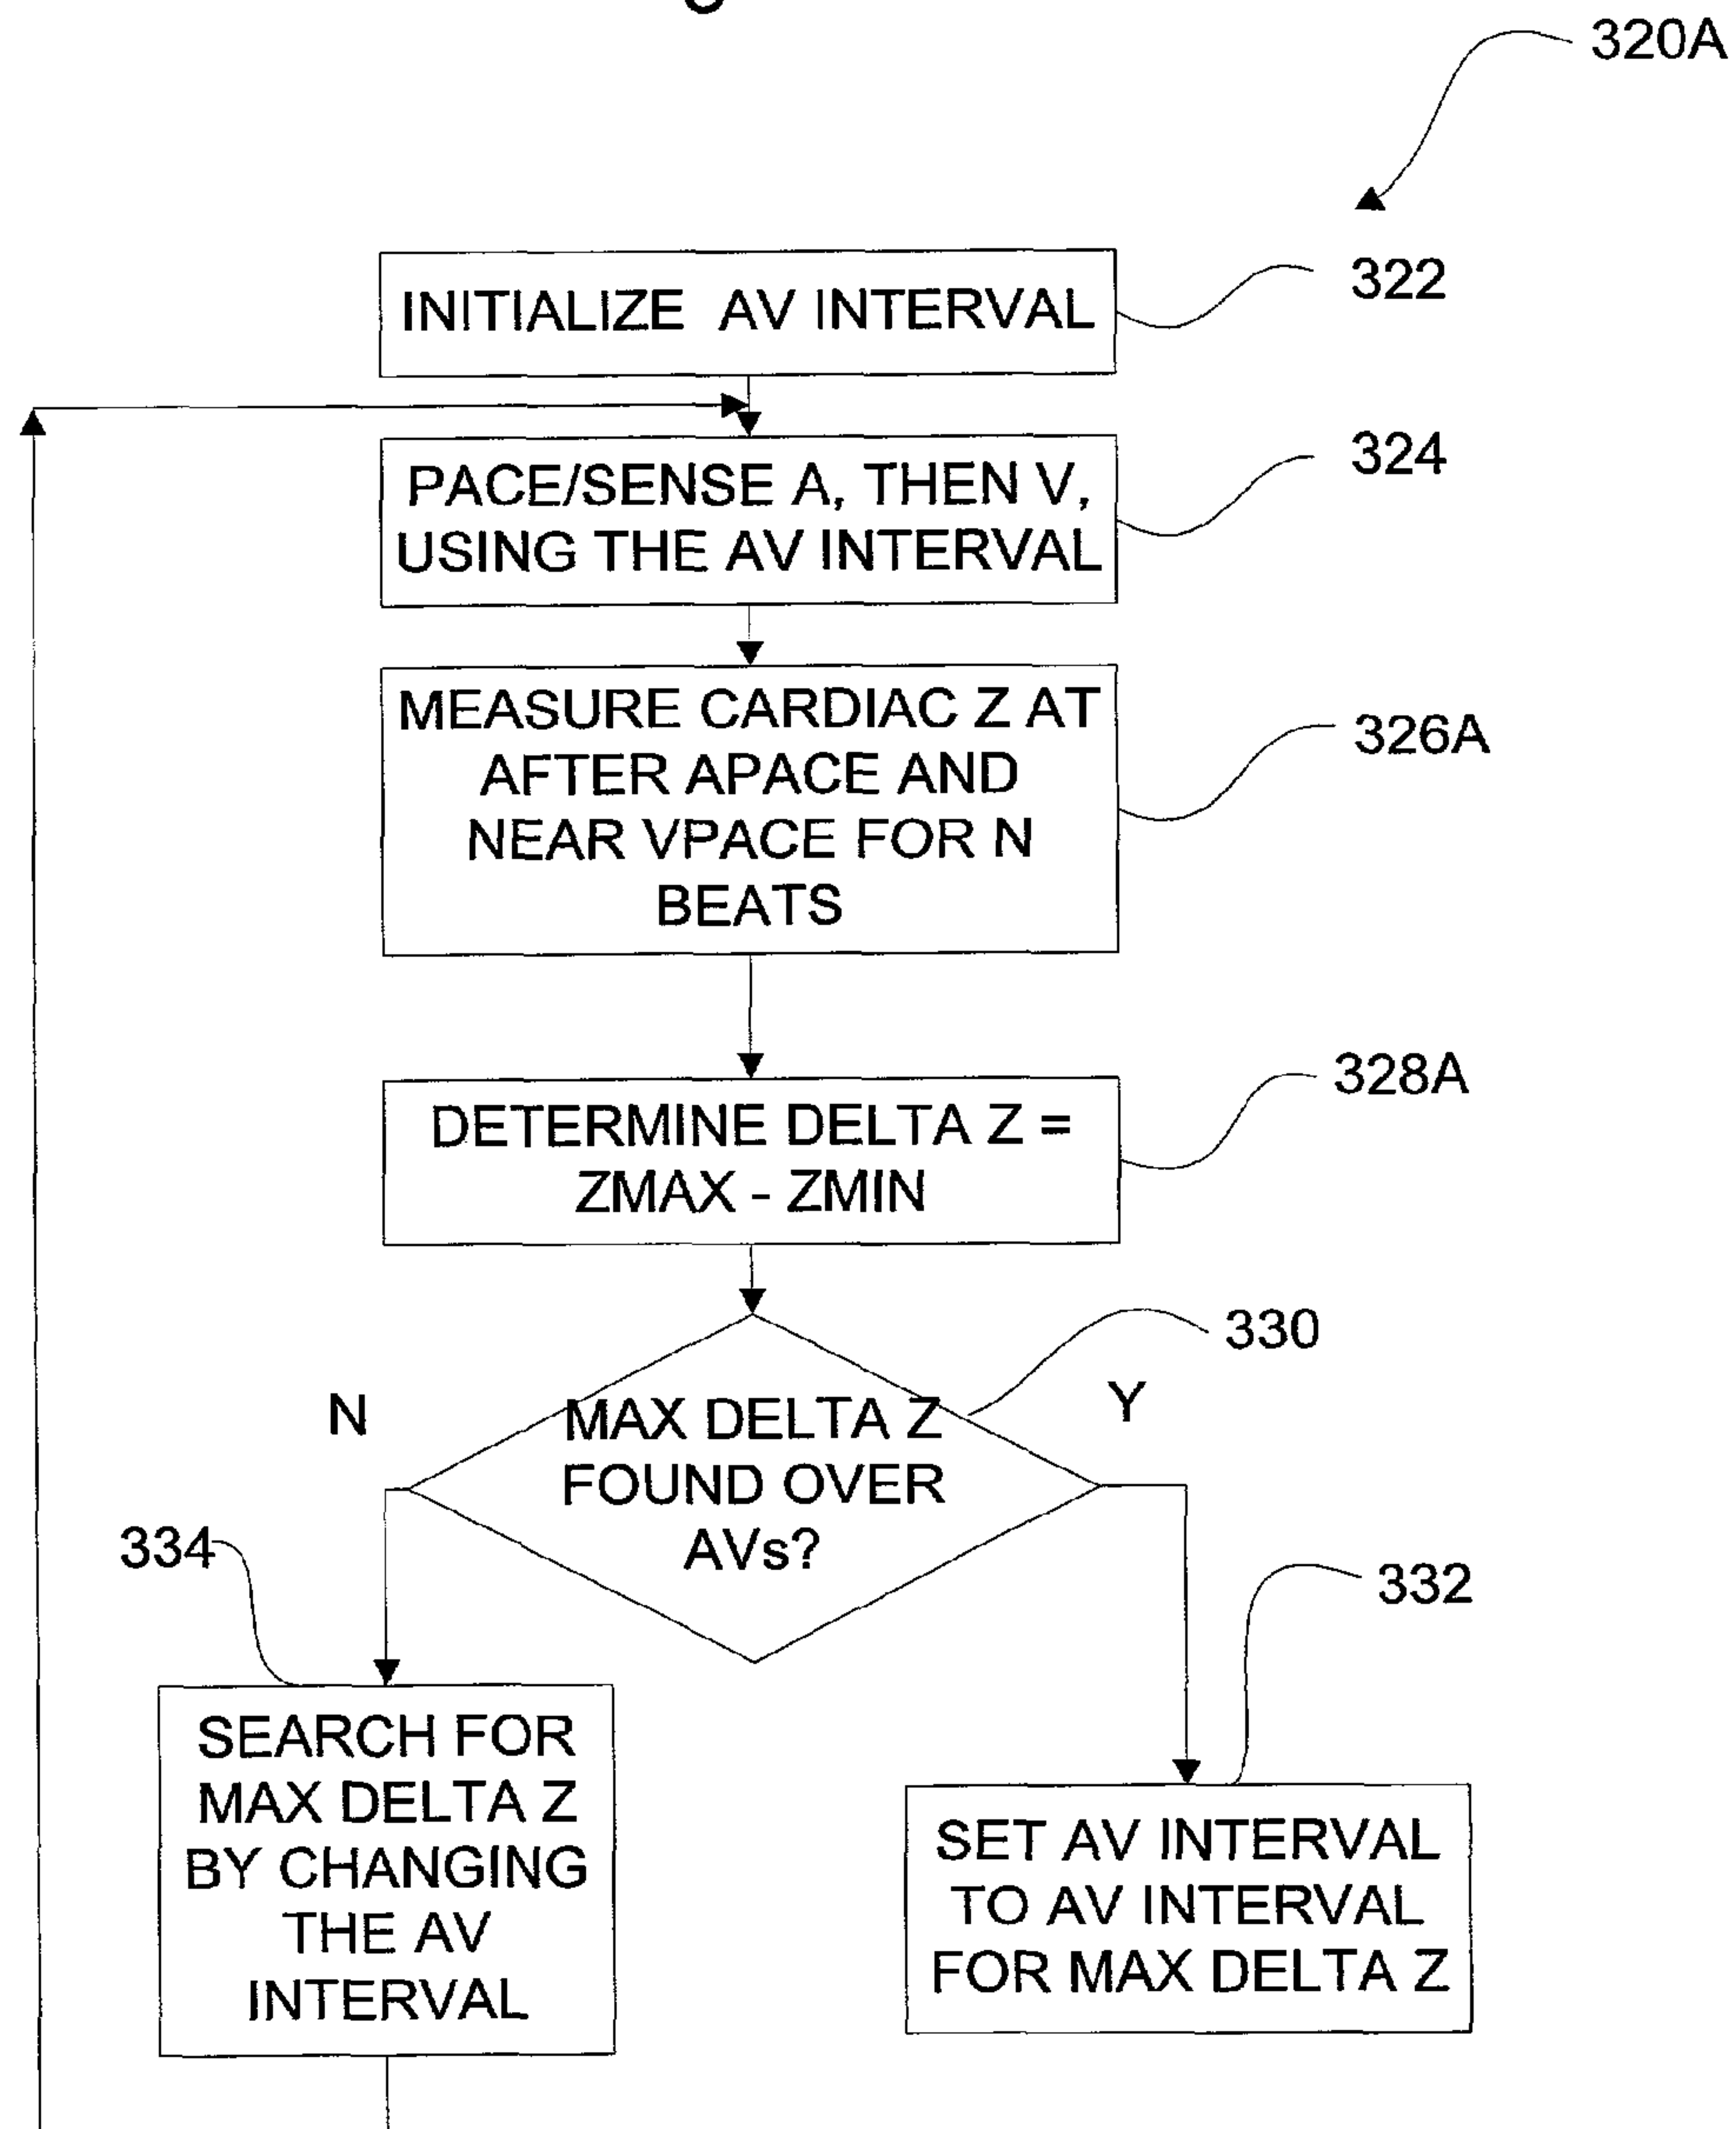 320A
INITIALIZE AV INTERVAL
322
PACE/SENSE A, THEN V,
USING THE AV INTERVAL
324
MEASURE CARDIAC Z AT
AFTER APACE AND
NEAR VPACE FOR N
BEATS
326A
DETERMINE DELTA Z =
ZMAX - ZMIN
328A
330
N
Y
MAX DELTA Z
FOUND OVER
AVs?
334
332
SEARCH FOR
MAX DELTA Z
BY CHANGING
THE AV
INTERVAL
SET AV INTERVAL
TO AV INTERVAL
FOR MAX DELTA Z